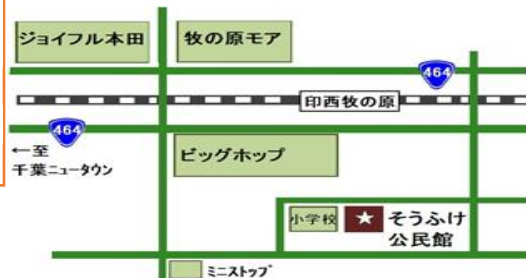 ジョイフル本田
牧の原モア
464
印西牧の原
464
←至
千葉ニュータウン
ビッグホップ
小学校
★ そうふけ
公民館
ミニストップ